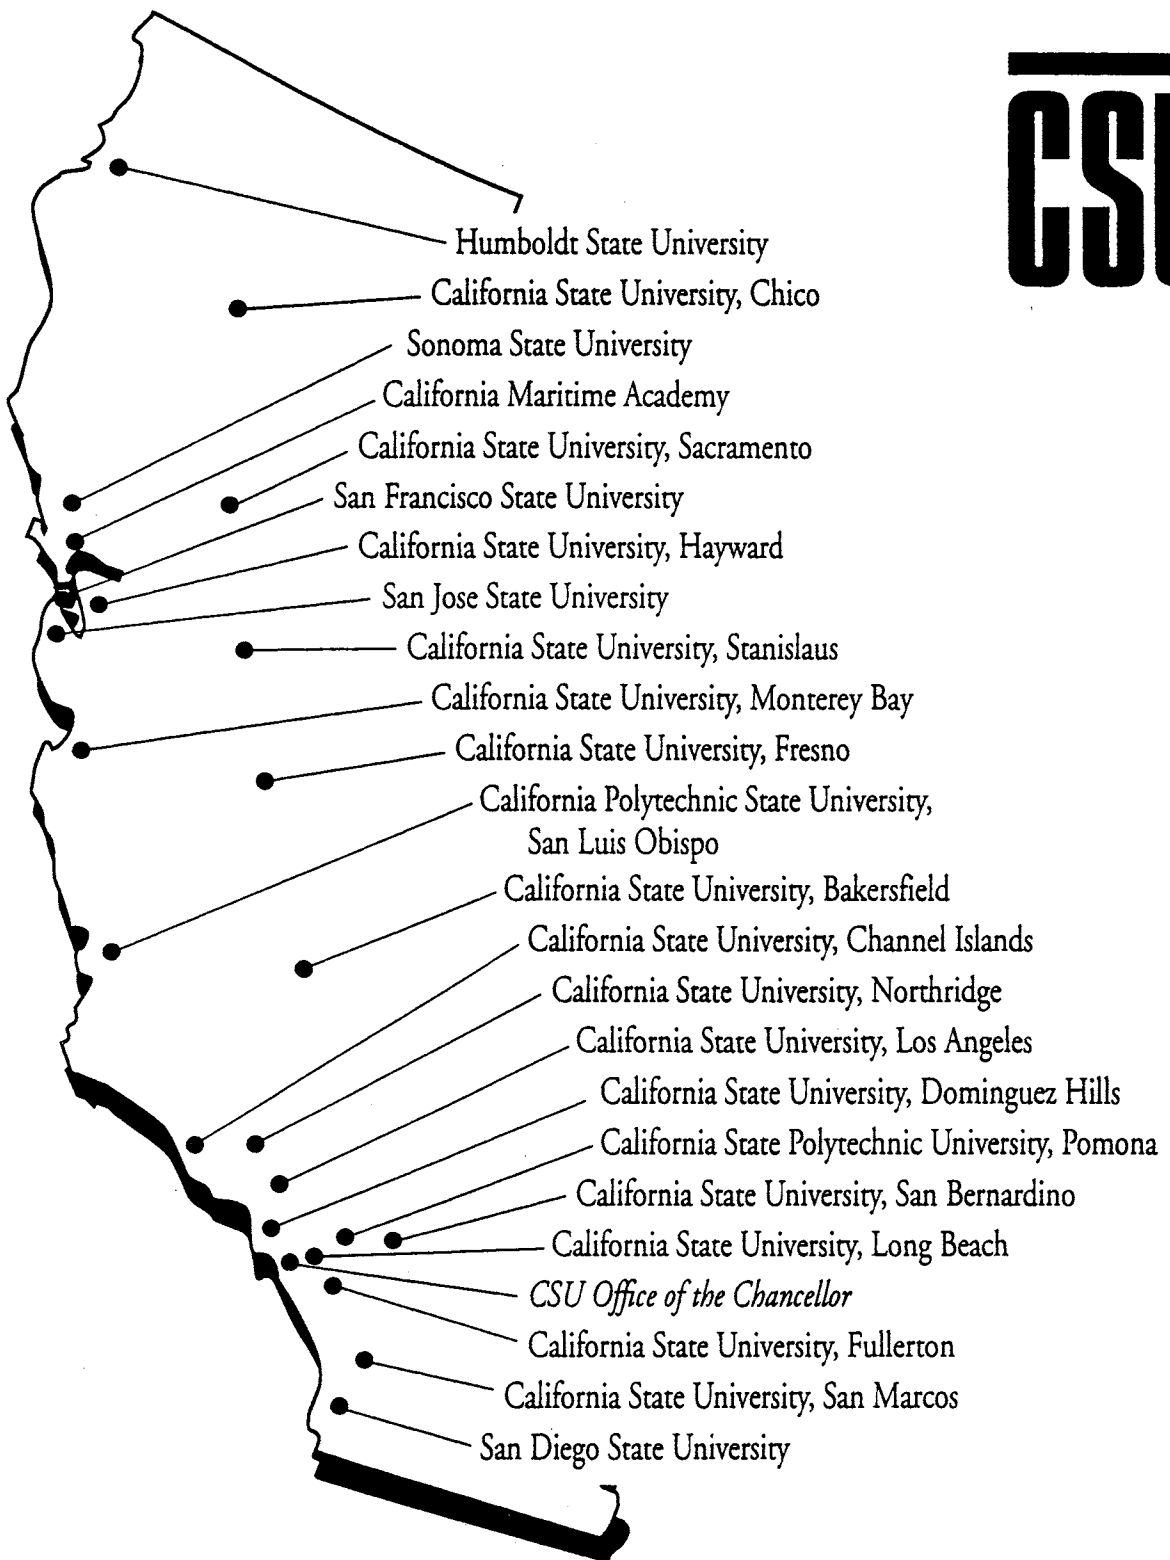 CSU
Humboldt State University
California State University, Chico
Sonoma State University
California Maritime Academy
California State University, Sacramento
San Francisco State University
California State University, Hayward
San Jose State University
California State University, Stanislaus
California State University, Monterey Bay
California State University, Fresno
California Polytechnic State University,
San Luis Obispo
California State University, Bakersfield
California State University, Channel Islands
California State University, Northridge
California State University, Los Angeles
California State University, Dominguez Hills
California State Polytechnic University, Pomona
California State University, San Bernardino
California State University, Long Beach
CSU Office of the Chancellor
California State University, Fullerton
California State University, San Marcos
San Diego State University